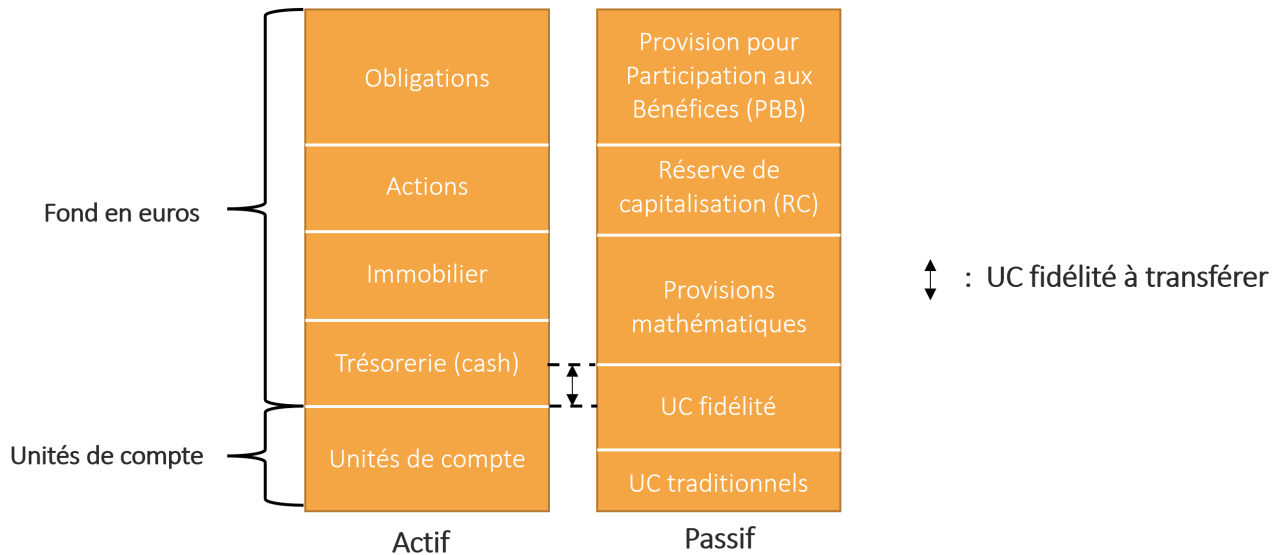 Fond en euros
Unités de compte
Obligations
Actions
Immobilier
Trésorerie (cash)
Unités de compte
Actif
Provision pour
Participation aux
Bénéfices (PBB)
Réserve de
capitalisation (RC)
Provisions
mathématiques
UC fidélité
UC traditionnels
Passif
: UC fidélité à transférer